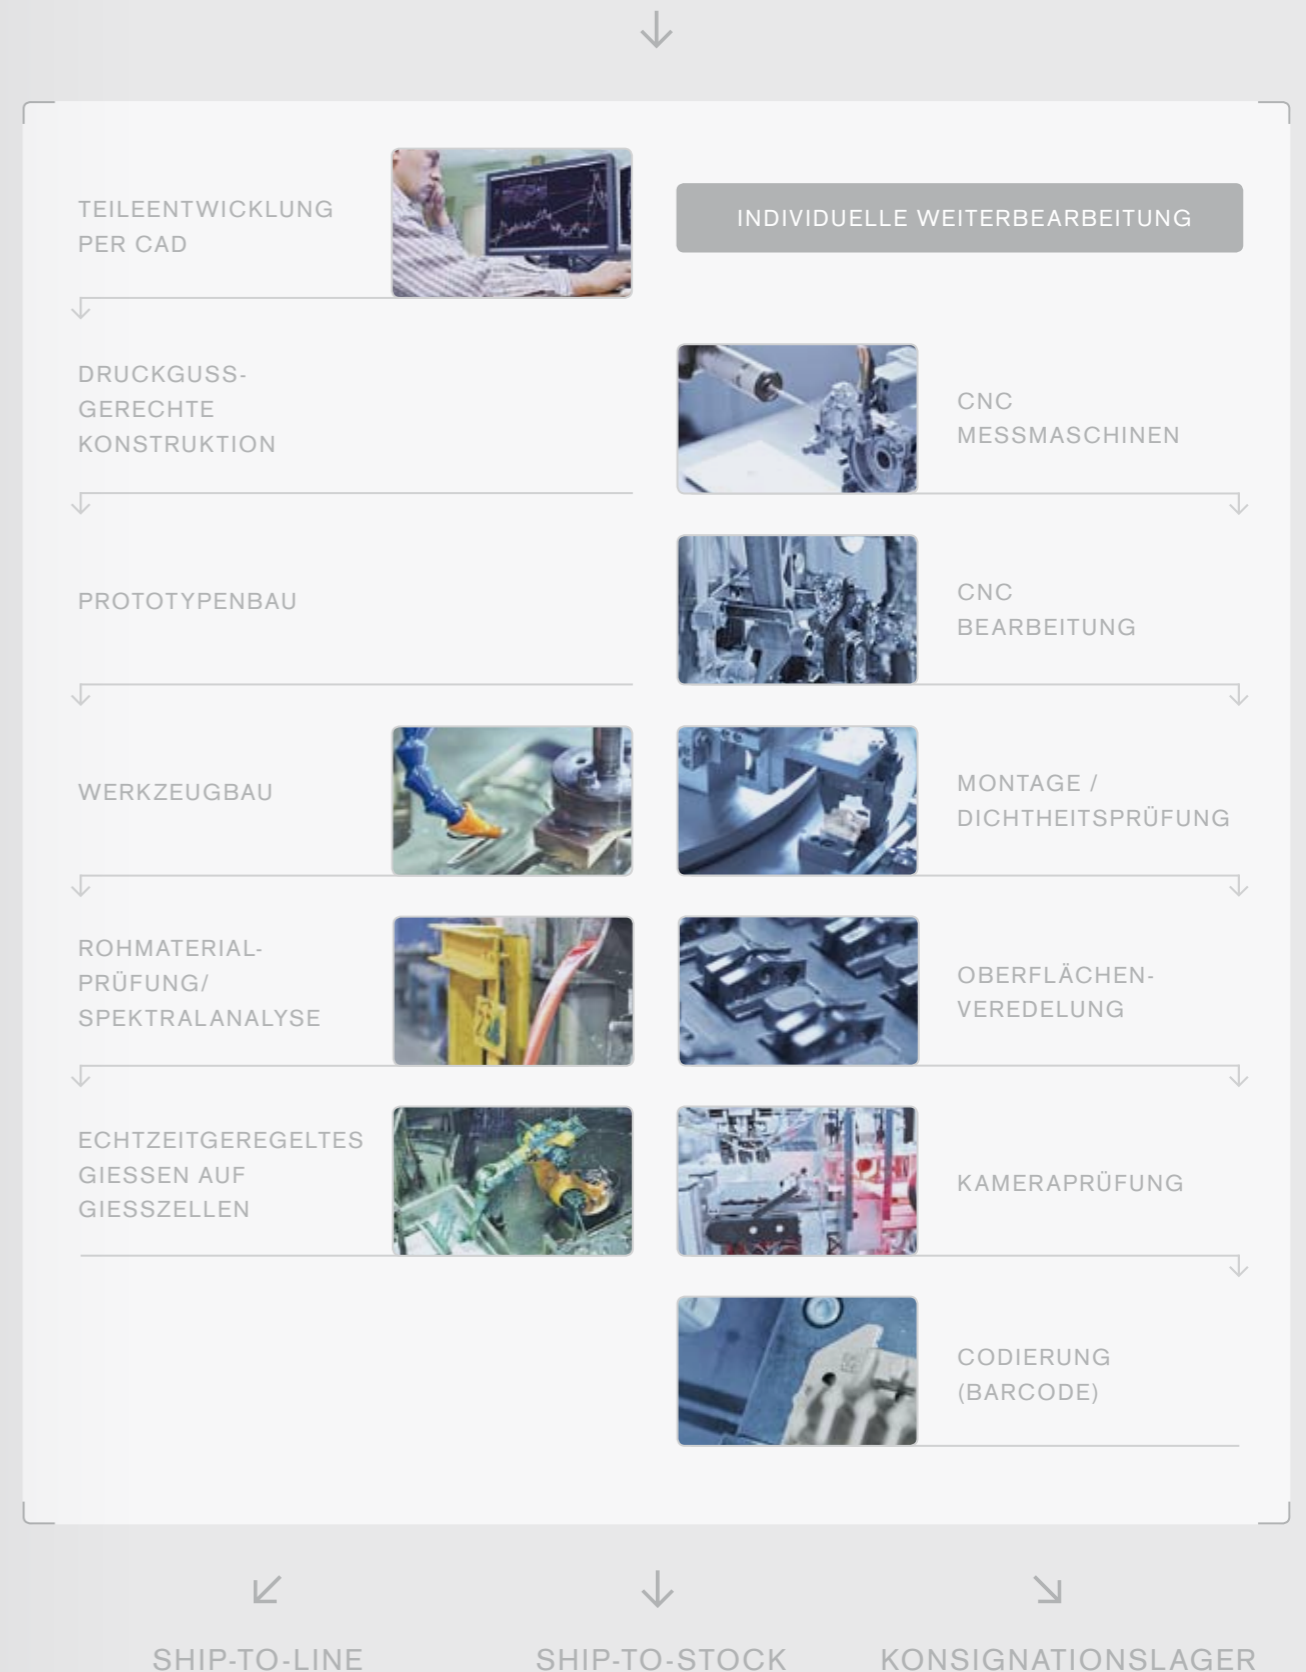 TEILEENTWICKLUNG
PER CAD
DRUCKGUSS-
GERECHTE
KONSTRUKTION
PROTOTYPENBAU
WERKZEUGBAU
ROHMATERIAL-
PRÜFUNG/
SPEKTRALANALYSE
ECHTZEITGEREGELTES
GIESSEN AUF
GIESSZELLEN
INDIVIDUELLE WEITERBEARBEITUNG
CNC
MESSMASCHINEN
CNC
BEARBEITUNG
MONTAGE /
DICHTHEITSPRÜFUNG
OBERFLÄCHEN-
VEREDELUNG
KAMERAPRÜFUNG
CODIERUNG
(BARCODE)
SHIP-TO-LINE
SHIP-TO-STOCK
KONSIGNATIONSLAGER